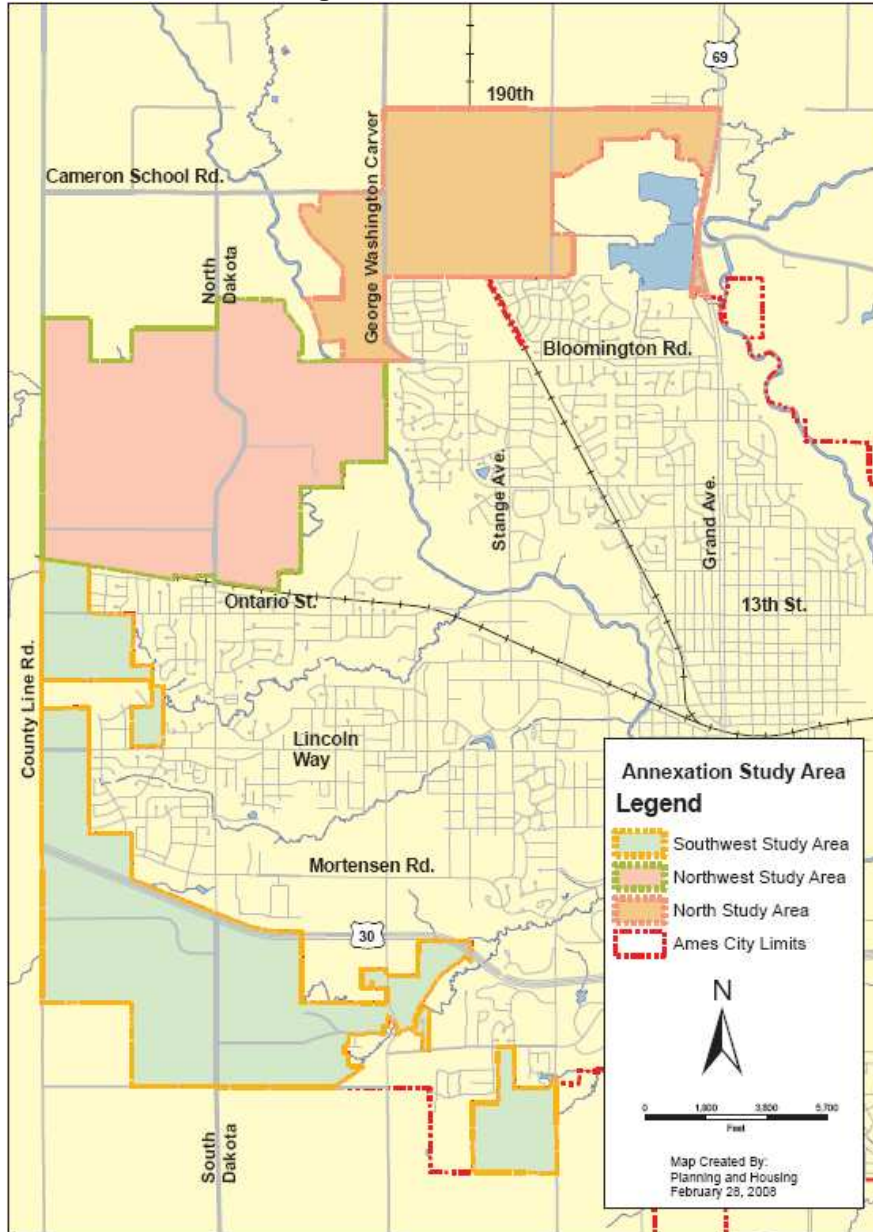 69
190th
George Washington Carver
Cameron School Rd.
North
Dakota
Bloomington Rd.
Stange Ave.
Grand Ave.
Ontario St.
13th St.
County Line Rd.
Lincoln
Way
Mortensen Rd.
30
South
Dakota
Annexation Study Area
Legend
Southwest Study Area
Northwest Study Area
North Study Area
Ames City Limits
N
0
Feet
Map Created By:
Planning and Housing
February 28, 2008